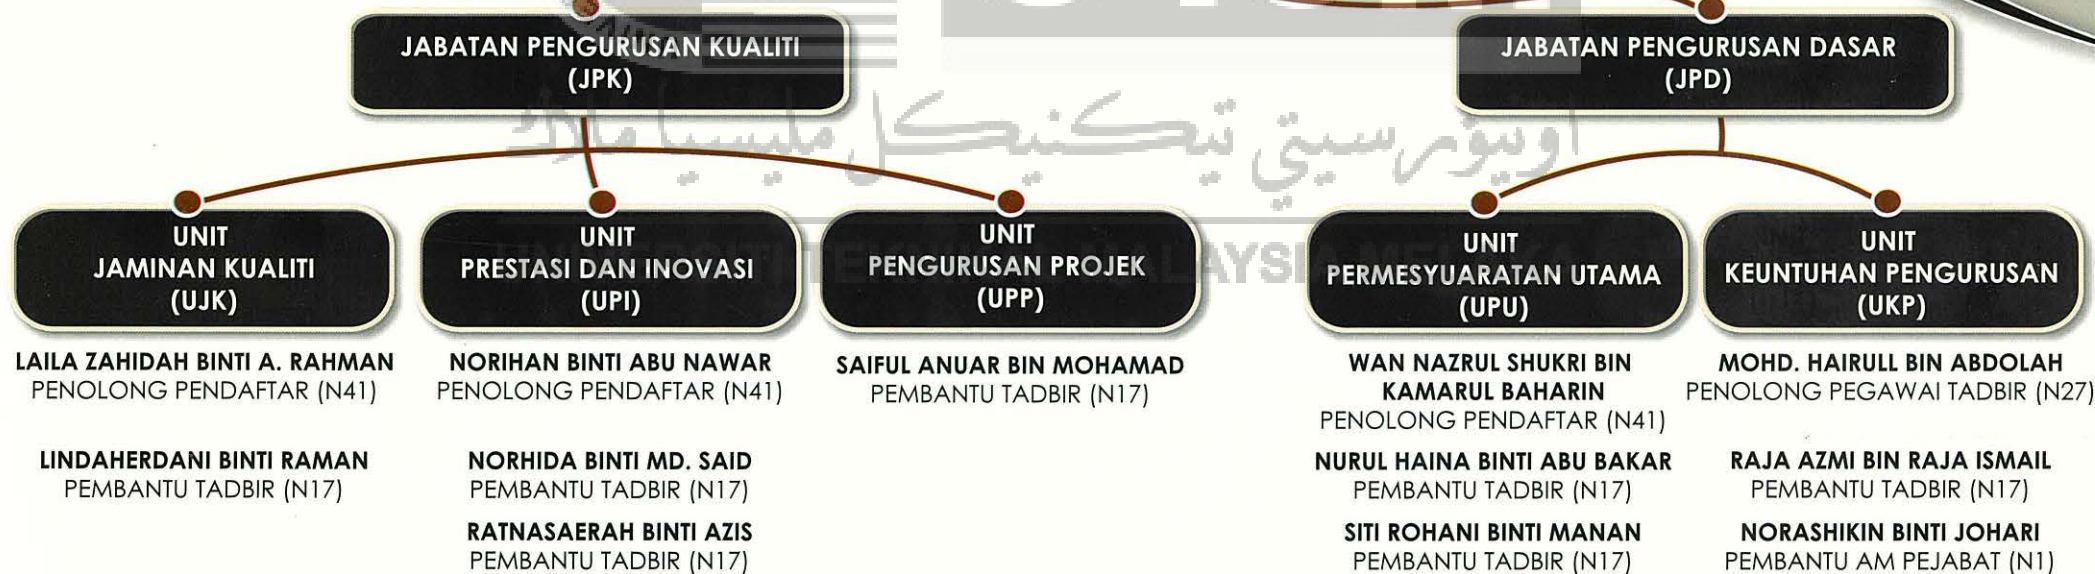 JABATAN PENGURUSAN KUALITI
(JPK)
JABATAN PENGURUSAN DASAR
(JPD)
اونيۏرسيتي تيكنيكل مليسيا ملاك
UNIT
JAMINAN KUALITI
(UJK)
UNIT
PRESTASI DAN INOVASI
(UPI)
UNIT
PENGURUSAN PROJEK
(UPP)
UNIT
PERMESYUARATAN UTAMA
(UPU)
UNIT
KEUNTUHAN PENGURUSAN
(UKP)
LAILA ZAHIDAH BINTI A. RAHMAN
PENOLONG PENDAFTAR (N41)
LINDAHERDANI BINTI RAMAN
PEMBANTU TADBIR (N17)
NORIHAN BINTI ABU NAWAR
PENOLONG PENDAFTAR (N41)
NORHIDA BINTI MD. SAID
PEMBANTU TADBIR (N17)
RATNASAERAH BINTI AZIS
PEMBANTU TADBIR (N17)
SAIFUL ANUAR BIN MOHAMAD
PEMBANTU TADBIR (N17)
WAN NAZRUL SHUKRI BIN
KAMARUL BAHARIN
PENOLONG PENDAFTAR (N41)
NURUL HAINA BINTI ABU BAKAR
PEMBANTU TADBIR (N17)
SITI ROHANI BINTI MANAN
PEMBANTU TADBIR (N17)
MOHD. HAIRULL BIN ABDOLAH
PENOLONG PEGAWAI TADBIR (N27)
RAJA AZMI BIN RAJA ISMAIL
PEMBANTU TADBIR (N17)
NORASHIKIN BINTI JOHARI
PEMBANTU AM PEJABAT (N1)